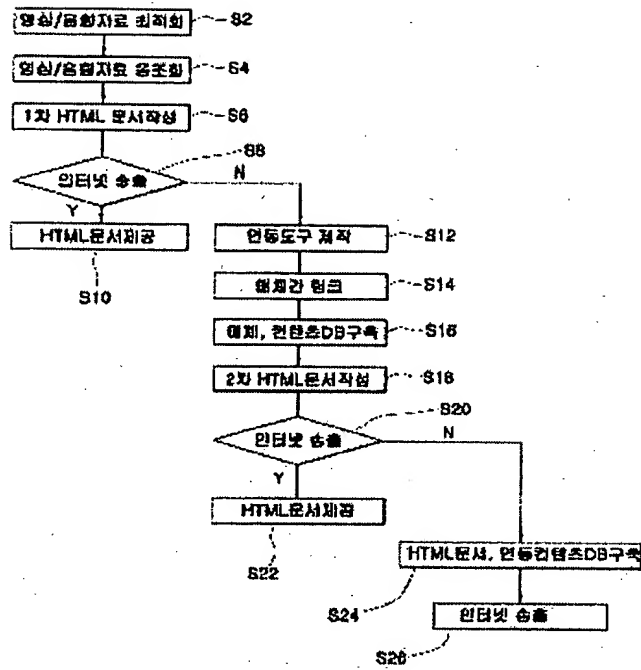 영상/음향자료 최적화
S2
영상/음향자료 S4
1차 HTML 문서작성
S6
S8
인터넷 송출
N
Y
HTML문서제공
S10
연동도구 제작
S12
매체간 링크
S14
매체, 컨텐츠DB구축
S16
2차 HTML문서작성
S18
S20
인터넷 송출
N
Y
HTML문서제공
S22
HTML문서, 연동컨텐츠DB구축
S24
인터넷 송출
S26